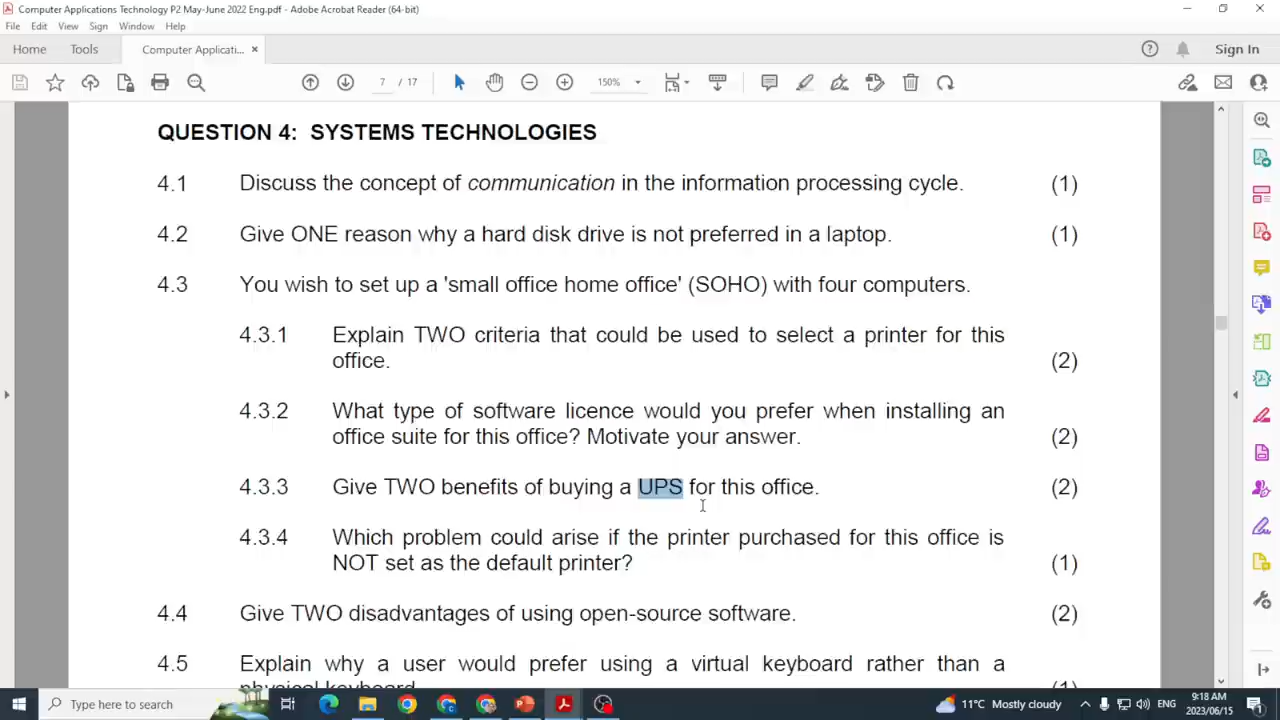 Computer Applications Technology P2 May-June 2022 Eng.pdf - Adobe Acrobat Reader (64-bit)
File Edit View Sign Window Help
Home Tools Computer Applicati... × Sign In
7 / 17 150%
QUESTION 4: SYSTEMS TECHNOLOGIES
4.1 Discuss the concept of communication in the information processing cycle. (1)
4.2 Give ONE reason why a hard disk drive is not preferred in a laptop. (1)
4.3 You wish to set up a 'small office home office' (SOHO) with four computers.
4.3.1 Explain TWO criteria that could be used to select a printer for this
office. (2)
4.3.2 What type of software licence would you prefer when installing an
office suite for this office? Motivate your answer. (2)
4.3.3 Give TWO benefits of buying a UPS for this office. (2)
4.3.4 Which problem could arise if the printer purchased for this office is
NOT set as the default printer? (1)
4.4 Give TWO disadvantages of using open-source software. (2)
4.5 Explain why a user would prefer using a virtual keyboard rather than a
physical keyboard.
Type here to search 11°C Mostly cloudy ENG 9:18 AM
2023/06/15